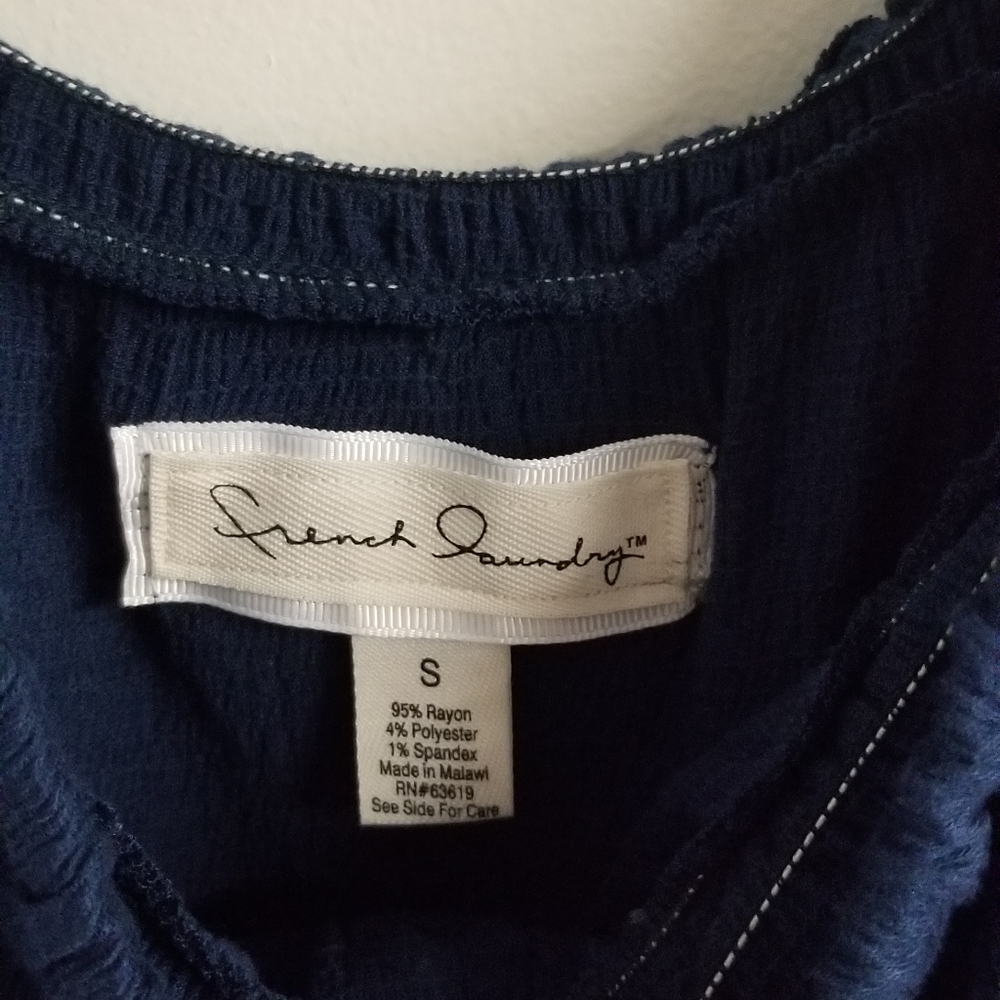 French Laundry™
S
95% Rayon
4% Polyester
1% Spandex
Made in Malawi
RN#63619
See Side For Care